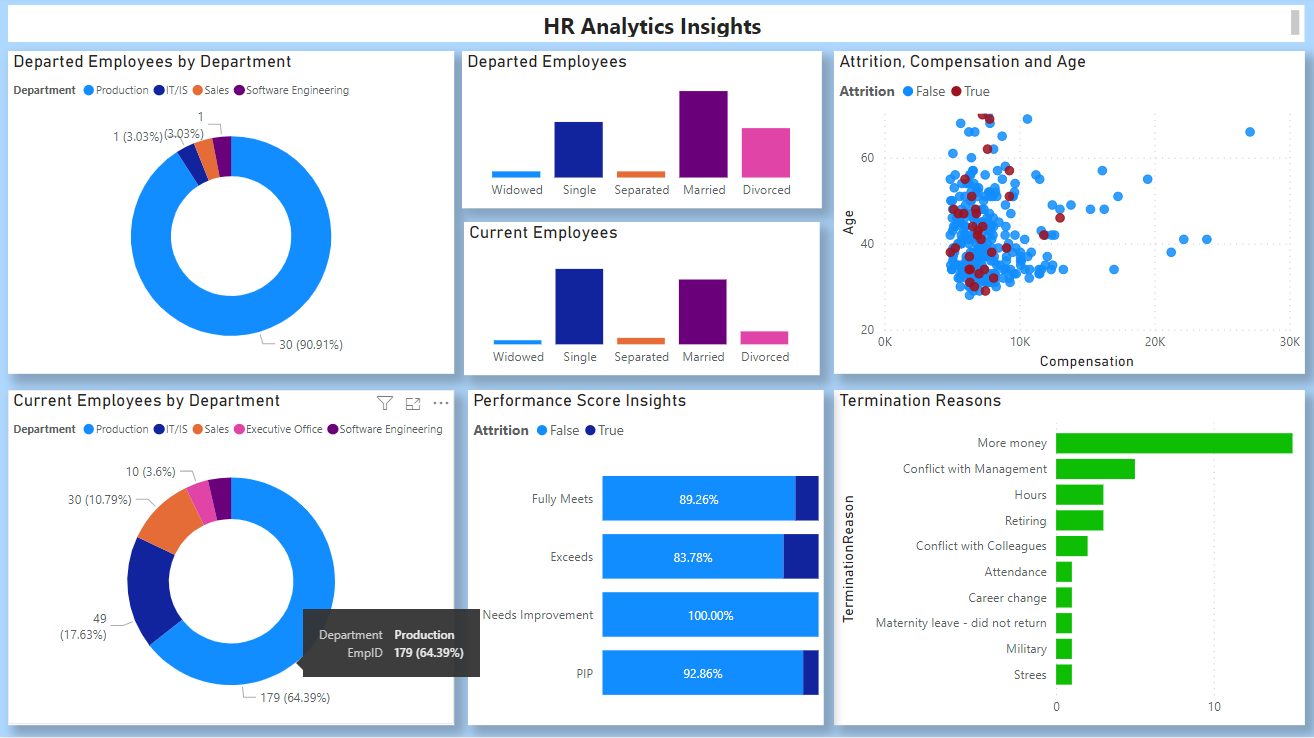 HR Analytics Insights
Departed Employees by Department
Department Production IT/IS Sales Software Engineering
1
1 (3.03%) (3.03%)
30 (90.91%)
Departed Employees
Widowed Single Separated Married Divorced
Current Employees
Widowed Single Separated Married Divorced
Attrition, Compensation and Age
Attrition False True
60
40
20
Age
0K 10K 20K 30K
Compensation
Current Employees by Department
Department Production IT/IS Sales Executive Office Software Engineering
10 (3.6%)
30 (10.79%)
49
(17.63%)
179 (64.39%)
Department Production
EmpID 179 (64.39%)
Performance Score Insights
Attrition False True
Fully Meets 89.26%
Exceeds 83.78%
Needs Improvement 100.00%
PIP 92.86%
Termination Reasons
TerminationReason
More money
Conflict with Management
Hours
Retiring
Conflict with Colleagues
Attendance
Career change
Maternity leave - did not return
Military
Strees
0 10